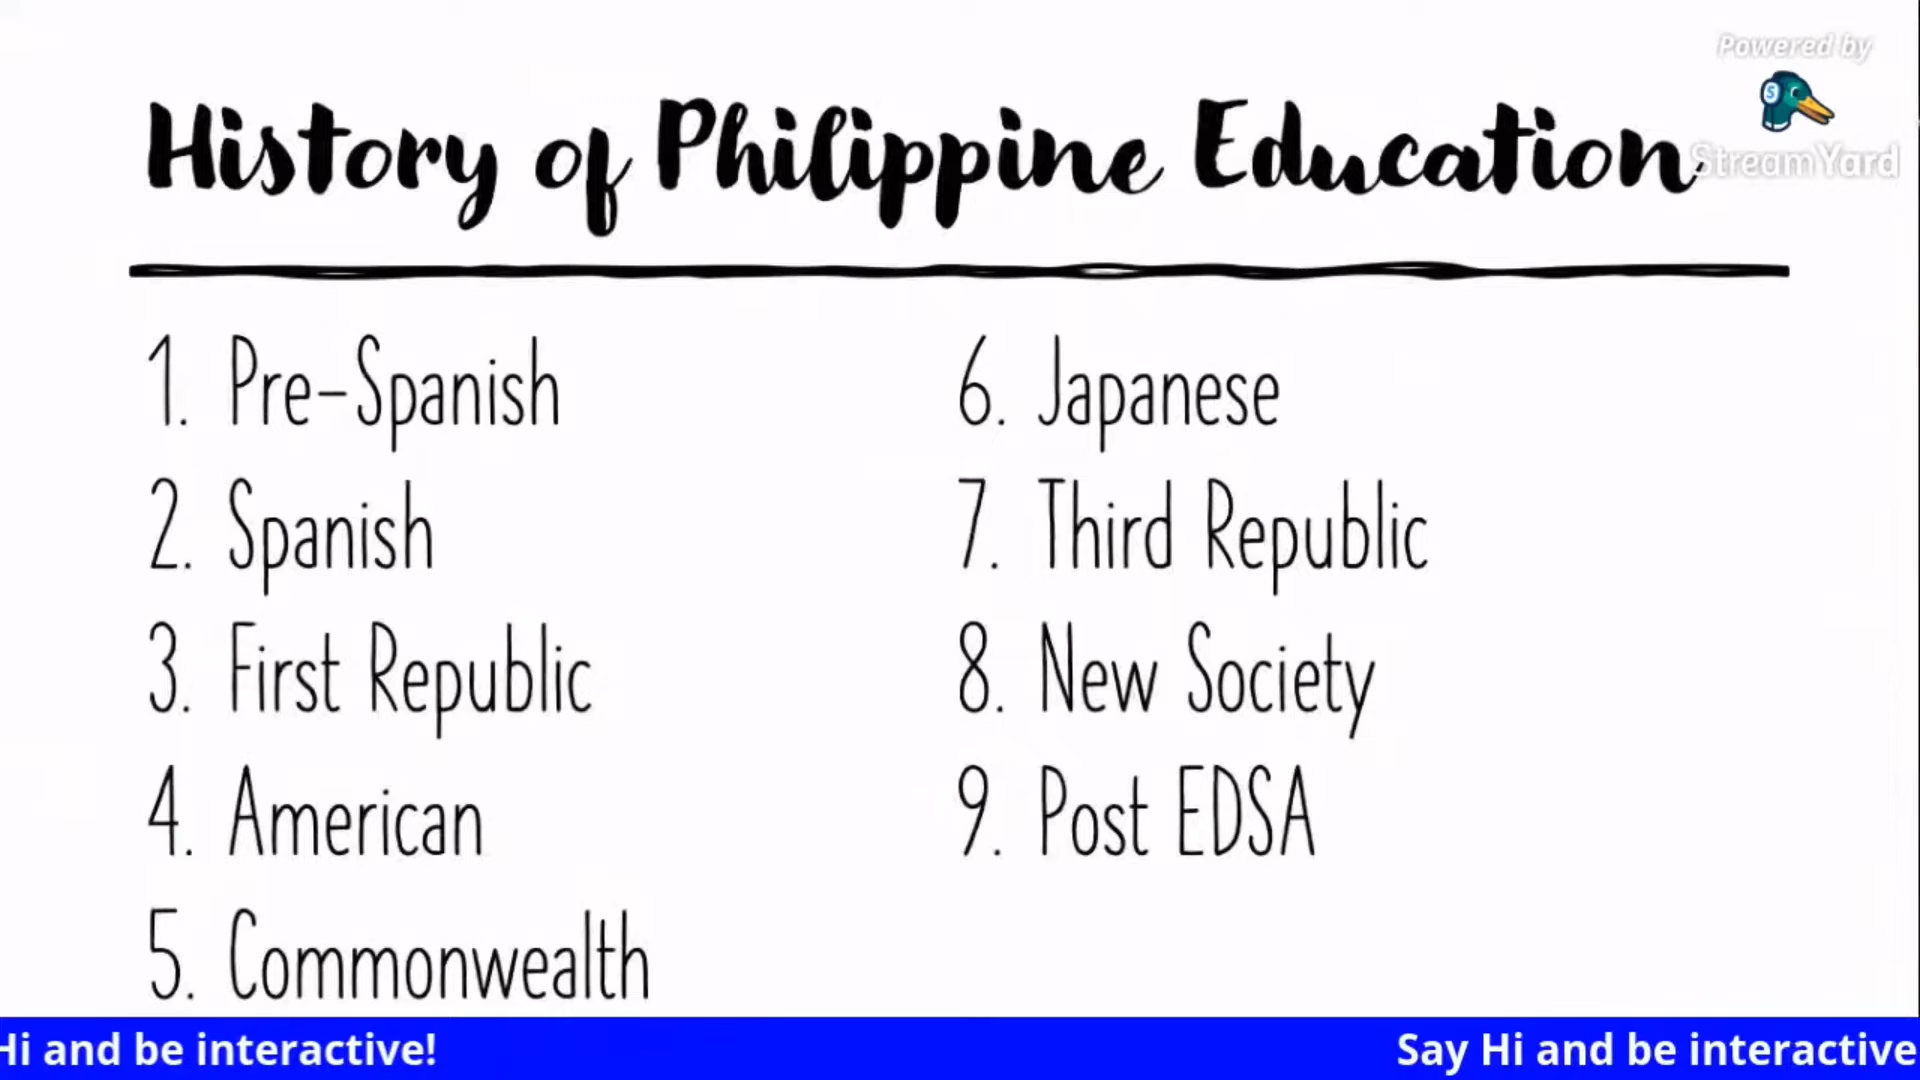 Powered by
StreamYard
History of Philippine Education
1. Pre-Spanish
2. Spanish
3. First Republic
4. American
5. Commonwealth
6. Japanese
7. Third Republic
8. New Society
9. Post EDSA
Hi and be interactive!
Say Hi and be interactive